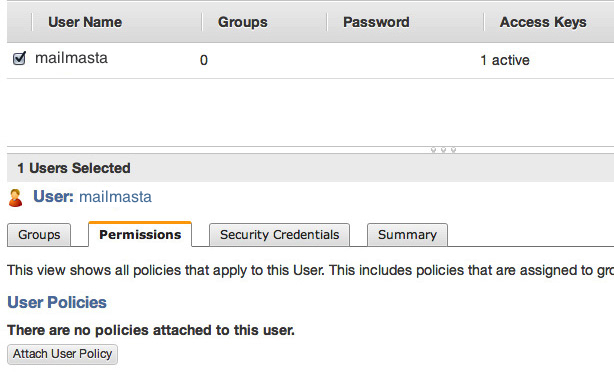 User Name Groups Password Access Keys
mailmasta 0 1 active
1 Users Selected
User: mailmasta
Groups Permissions Security Credentials Summary
This view shows all policies that apply to this User. This includes policies that are assigned to gro
User Policies
There are no policies attached to this user.
Attach User Policy